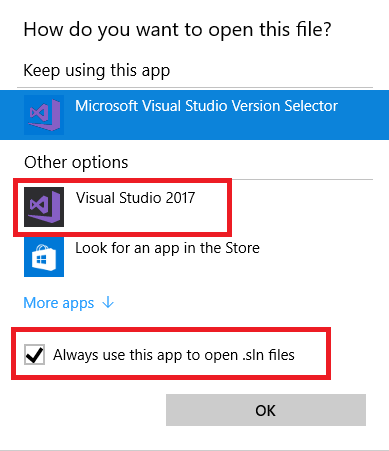 How do you want to open this file?
Keep using this app
Microsoft Visual Studio Version Selector
Other options
Visual Studio 2017
Look for an app in the Store
More apps ↓
Always use this app to open .sln files
OK